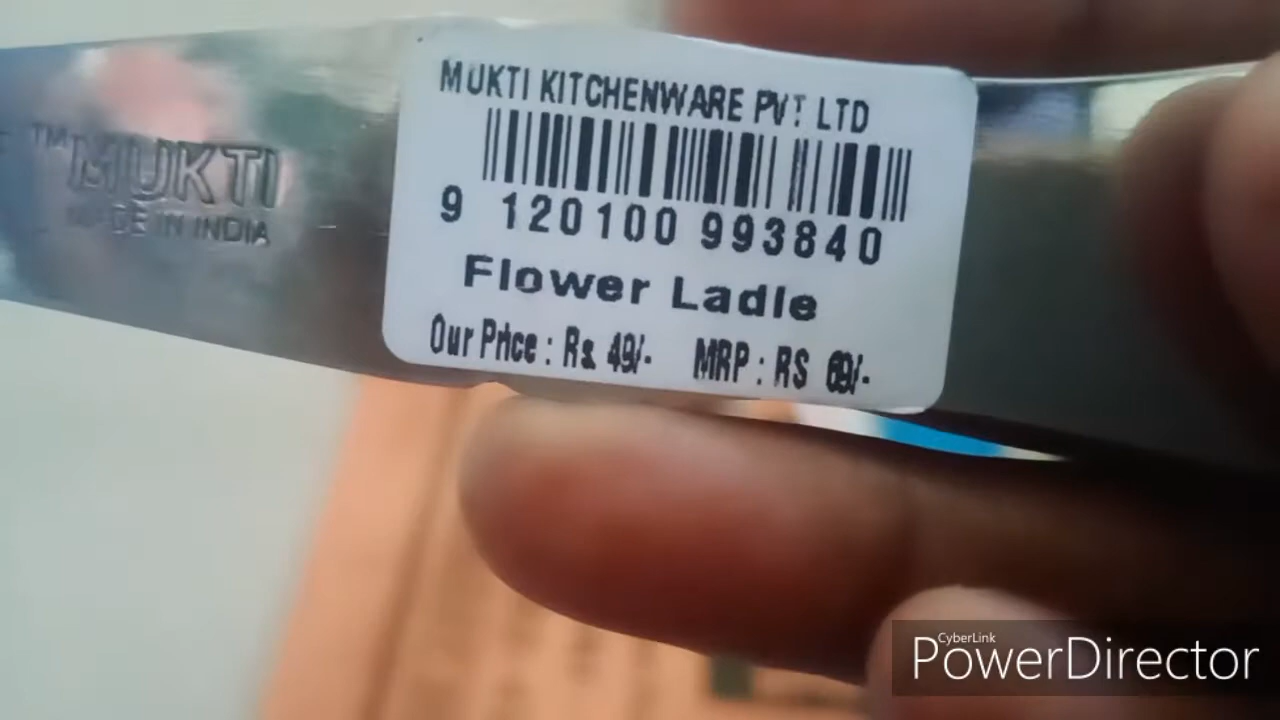 ™MUKTI
MADE IN INDIA
MUKTI KITCHENWARE PVT LTD
9 120100 993840
Flower Ladle
Our Price : Rs. 49/- MRP : RS 69/-
CyberLink
PowerDirector